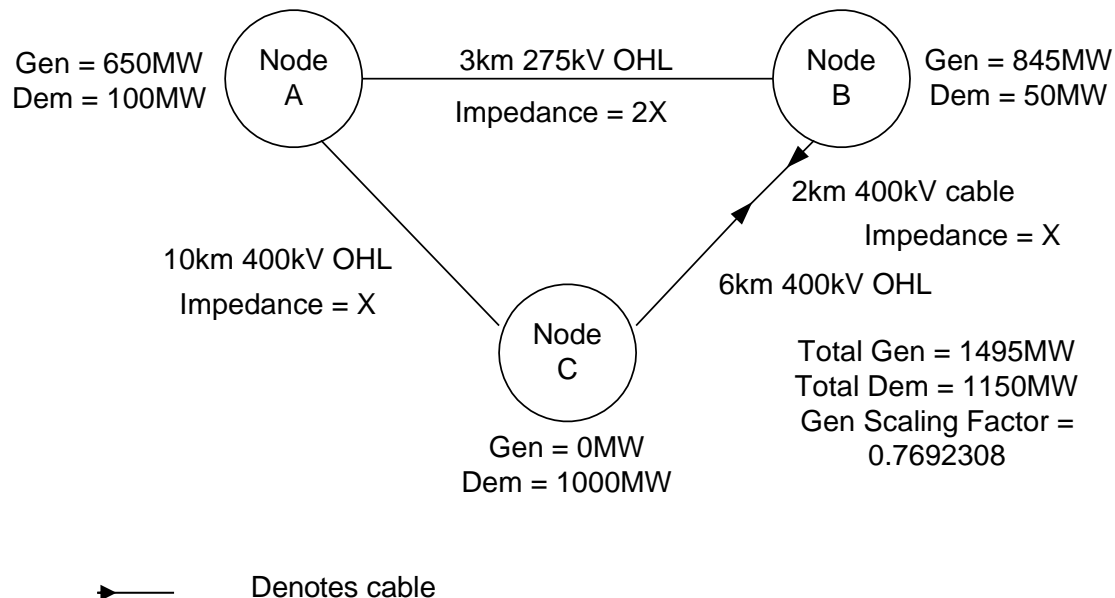 Gen = 650MW
Dem = 100MW
Node
A
3km 275kV OHL
Impedance = 2X
Node
B
Gen = 845MW
Dem = 50MW
2km 400kV cable
Impedance = X
10km 400kV OHL
Impedance = X
6km 400kV OHL
Node
C
Gen = 0MW
Dem = 1000MW
Total Gen = 1495MW
Total Dem = 1150MW
Gen Scaling Factor =
0.7692308
Denotes cable